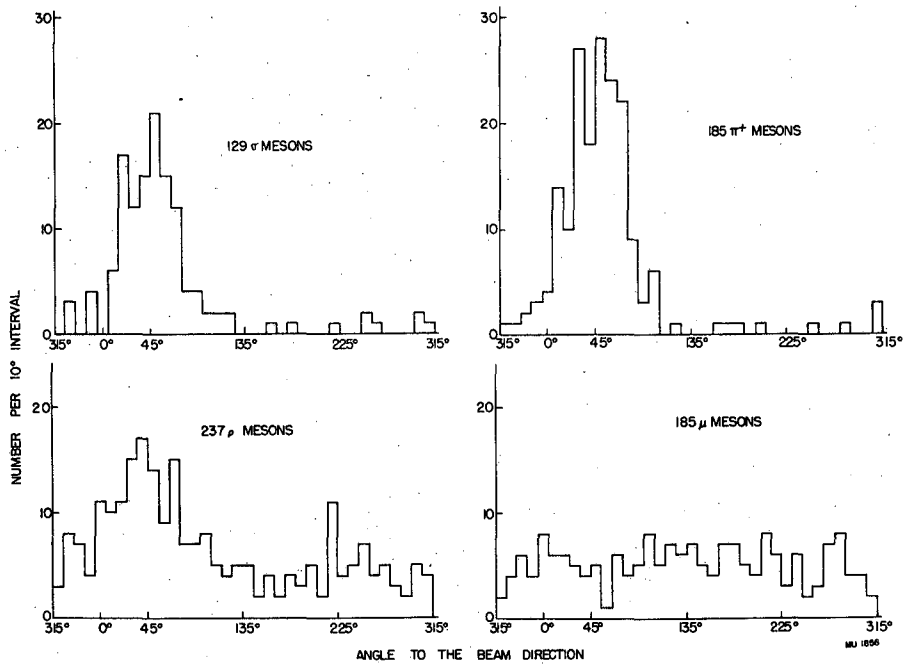 30
20
10
0
129 σ MESONS
315° 0° 45° 135° 225° 315°
30
20
10
0
185 π+ MESONS
315° 0° 45° 135° 225° 315°
NUMBER PER 10° INTERVAL
20
10
0
237 ρ MESONS
315° 0° 45° 135° 225° 315°
20
10
0
185 μ MESONS
315° 0° 45° 135° 225° 315°
MU 1856
ANGLE TO THE BEAM DIRECTION